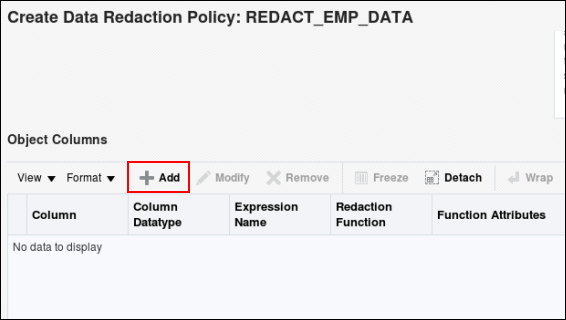 Create Data Redaction Policy: REDACT_EMP_DATA
Object Columns
View Format Add Modify Remove Freeze Detach Wrap
Column Column Datatype Expression Name Redaction Function Function Attributes
No data to display